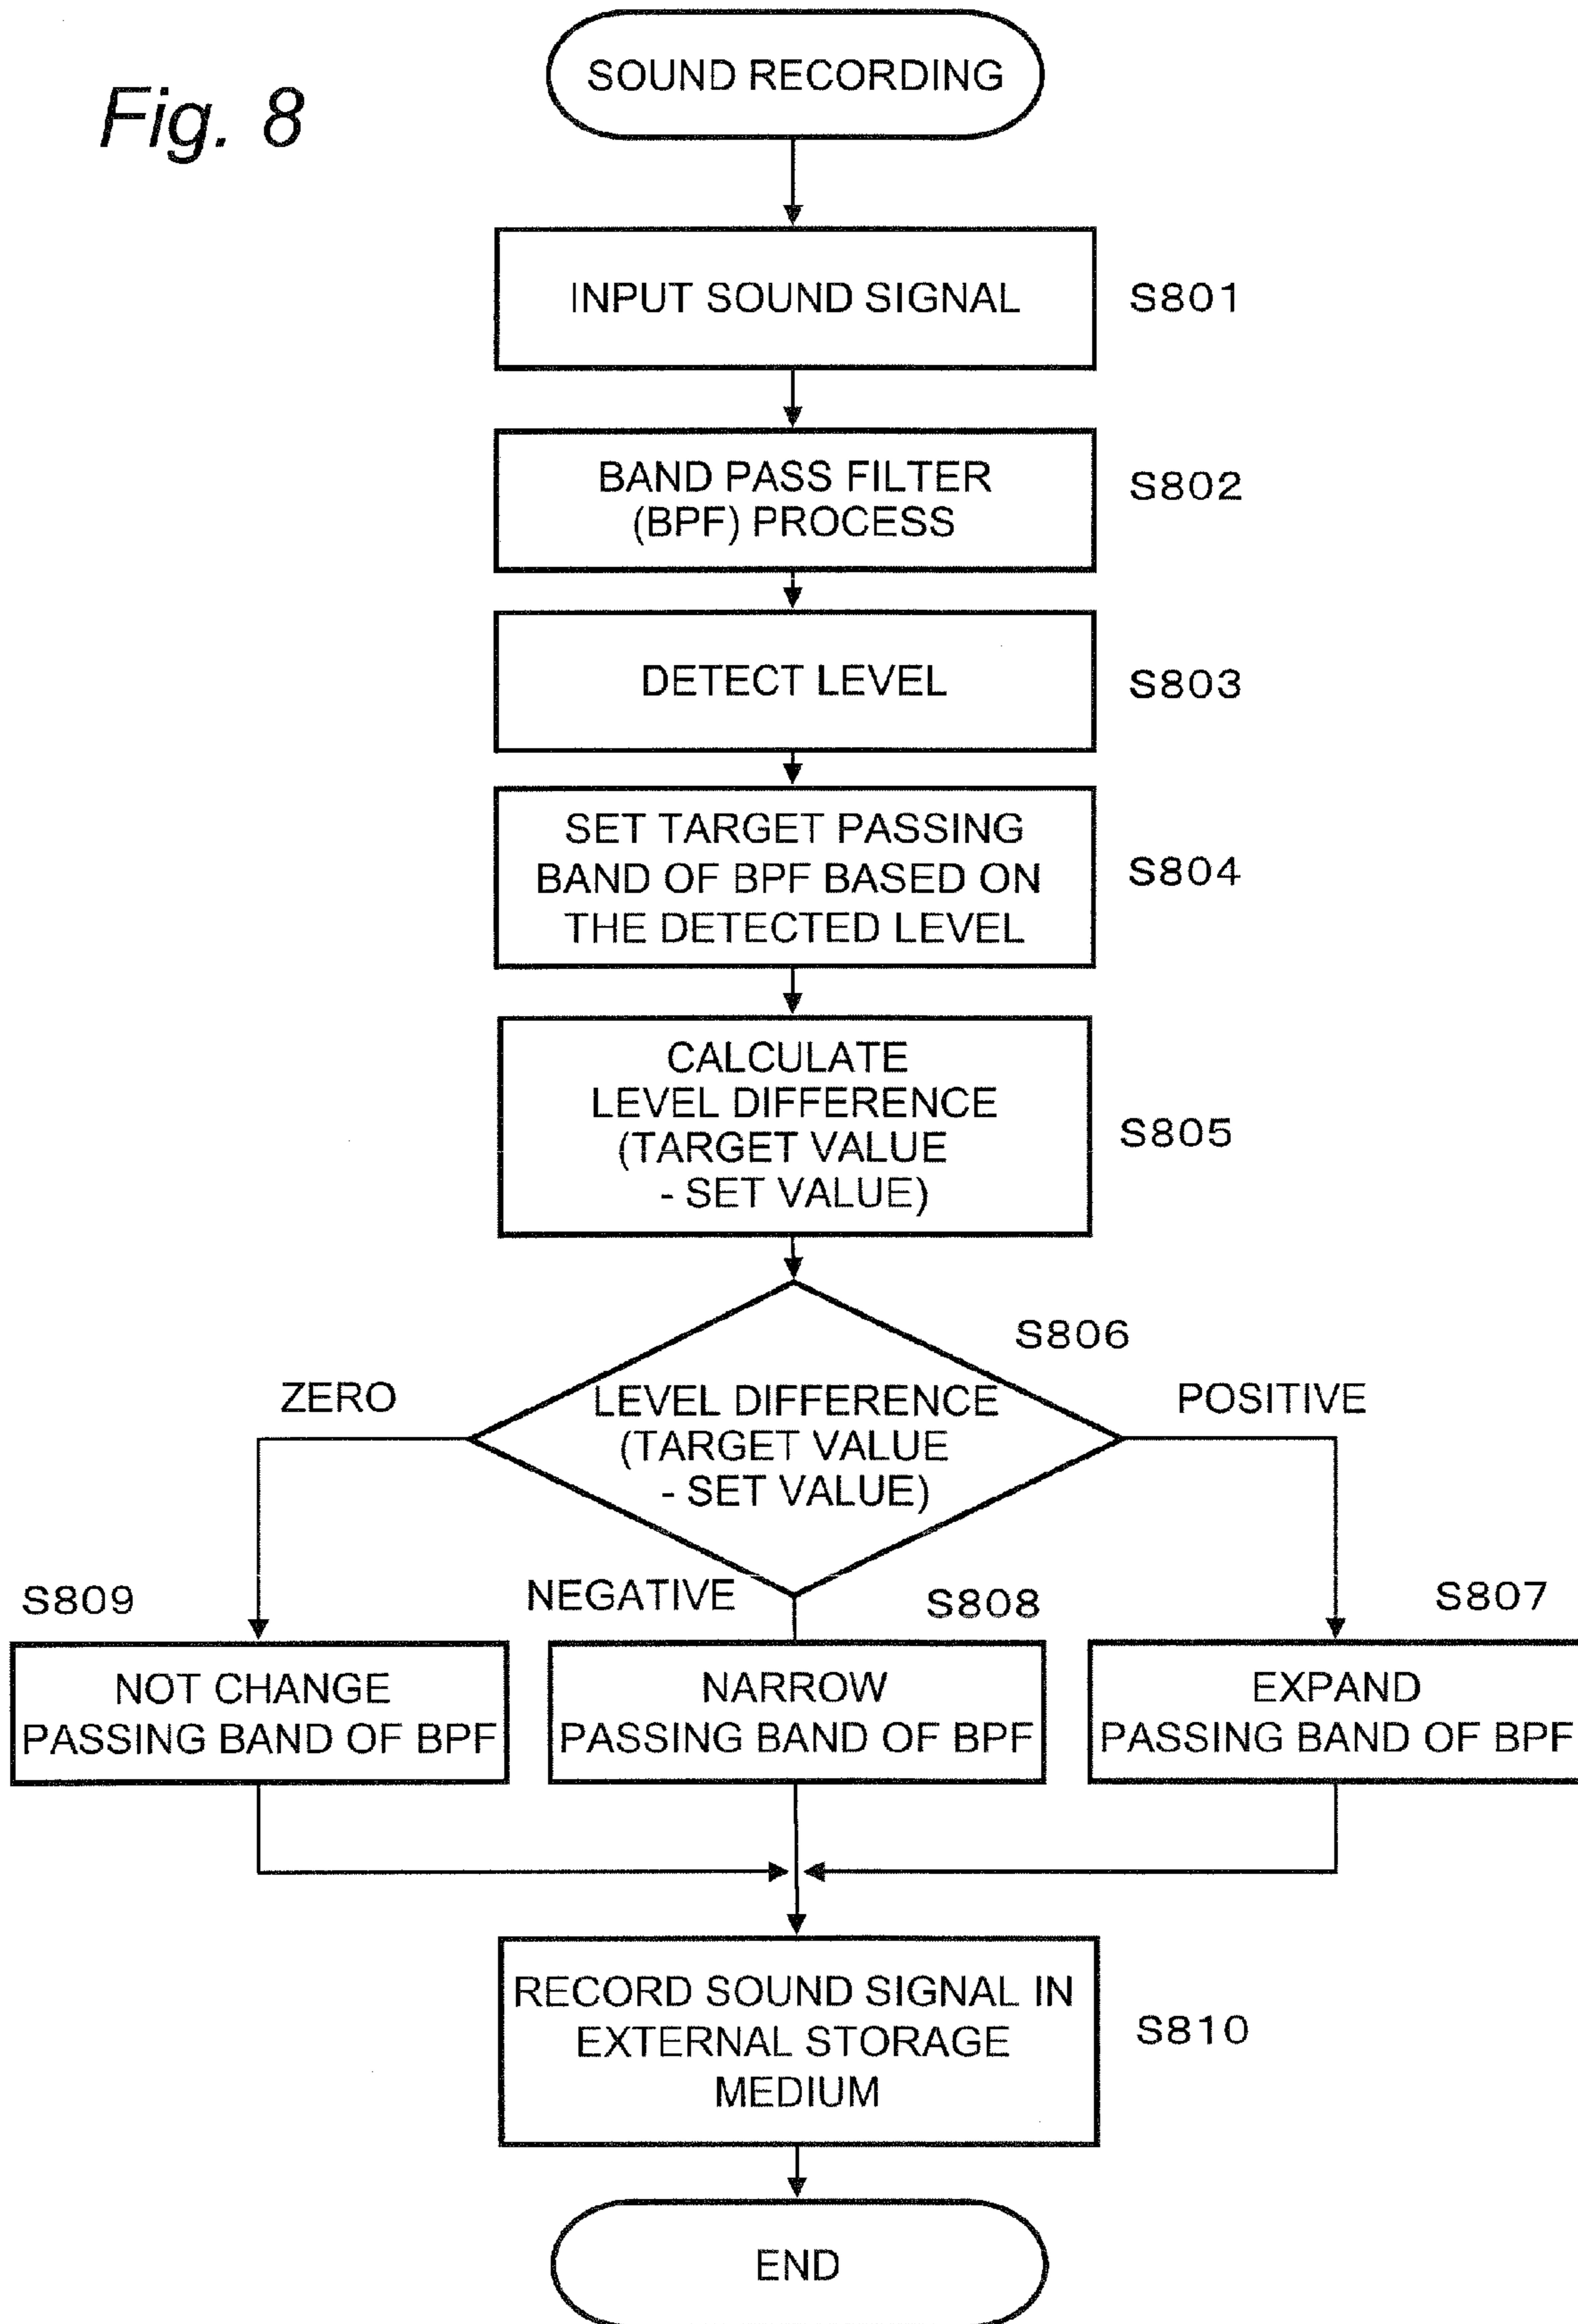 Fig. 8
SOUND RECORDING
INPUT SOUND SIGNAL
S801
BAND PASS FILTER
(BPF) PROCESS
S802
DETECT LEVEL
S803
SET TARGET PASSING
BAND OF BPF BASED ON
THE DETECTED LEVEL
S804
CALCULATE
LEVEL DIFFERENCE
(TARGET VALUE
- SET VALUE)
S805
S806
LEVEL DIFFERENCE
(TARGET VALUE
- SET VALUE)
ZERO
POSITIVE
NEGATIVE
S809
NOT CHANGE
PASSING BAND OF BPF
S808
NARROW
PASSING BAND OF BPF
S807
EXPAND
PASSING BAND OF BPF
RECORD SOUND SIGNAL IN
EXTERNAL STORAGE
MEDIUM
S810
END